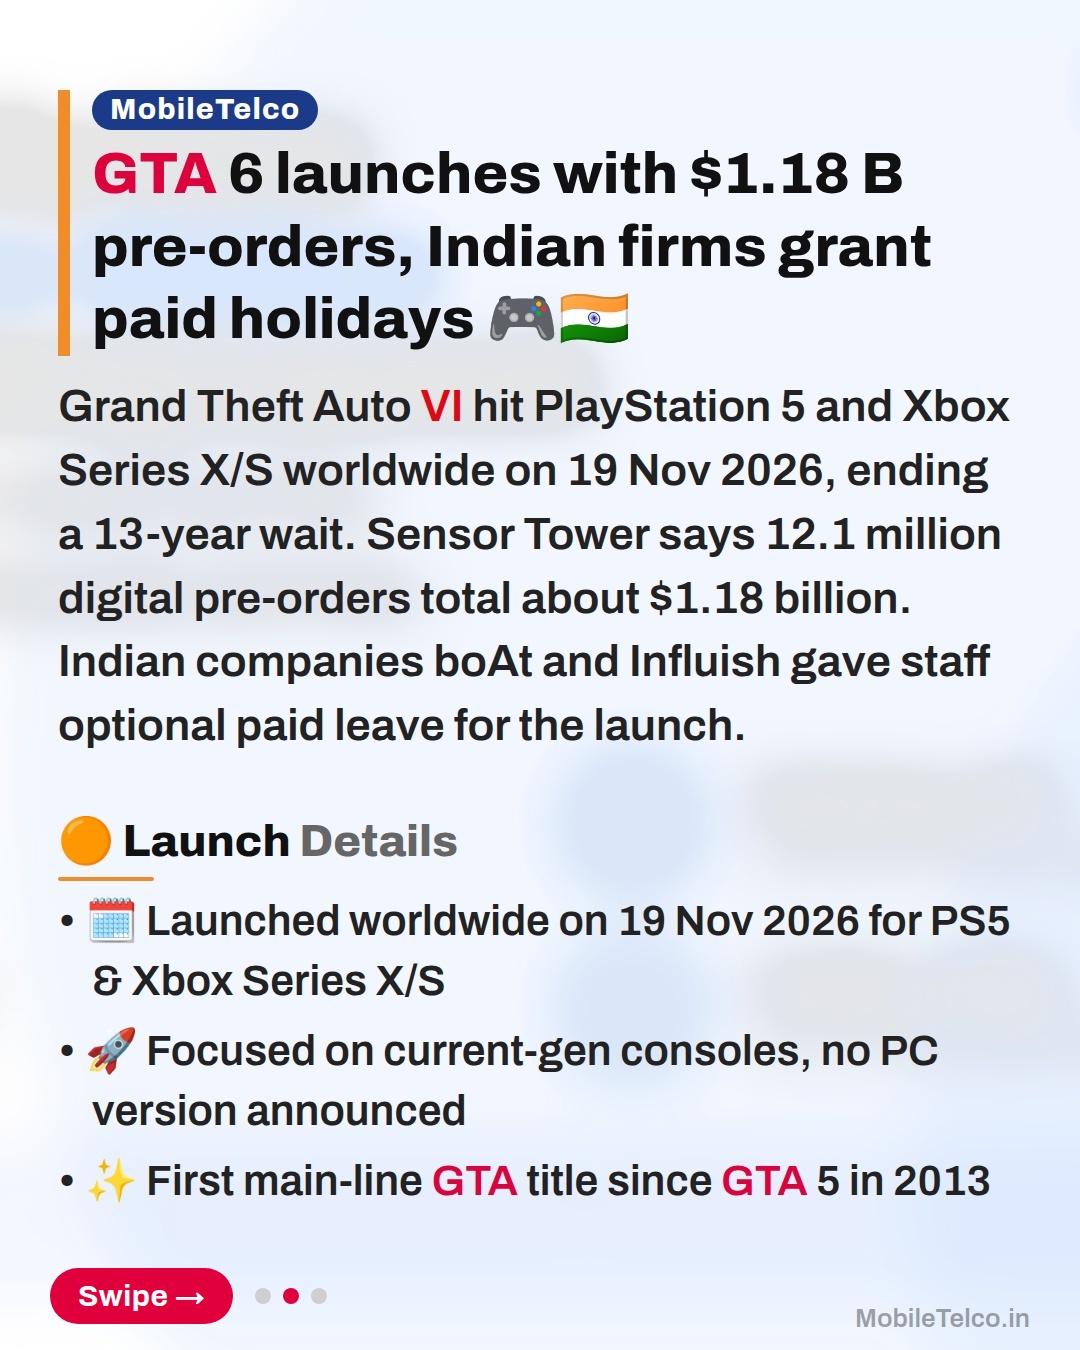 MobileTelco
GTA 6 launches with $1.18 B
pre-orders, Indian firms grant
paid holidays 🎮🇮🇳
Grand Theft Auto VI hit PlayStation 5 and Xbox
Series X/S worldwide on 19 Nov 2026, ending
a 13-year wait. Sensor Tower says 12.1 million
digital pre-orders total about $1.18 billion.
Indian companies boAt and Influish gave staff
optional paid leave for the launch.
🟠 Launch Details
• 🗓️ Launched worldwide on 19 Nov 2026 for PS5
& Xbox Series X/S
• 🚀 Focused on current-gen consoles, no PC
version announced
• ✨ First main-line GTA title since GTA 5 in 2013
Swipe →
MobileTelco.in